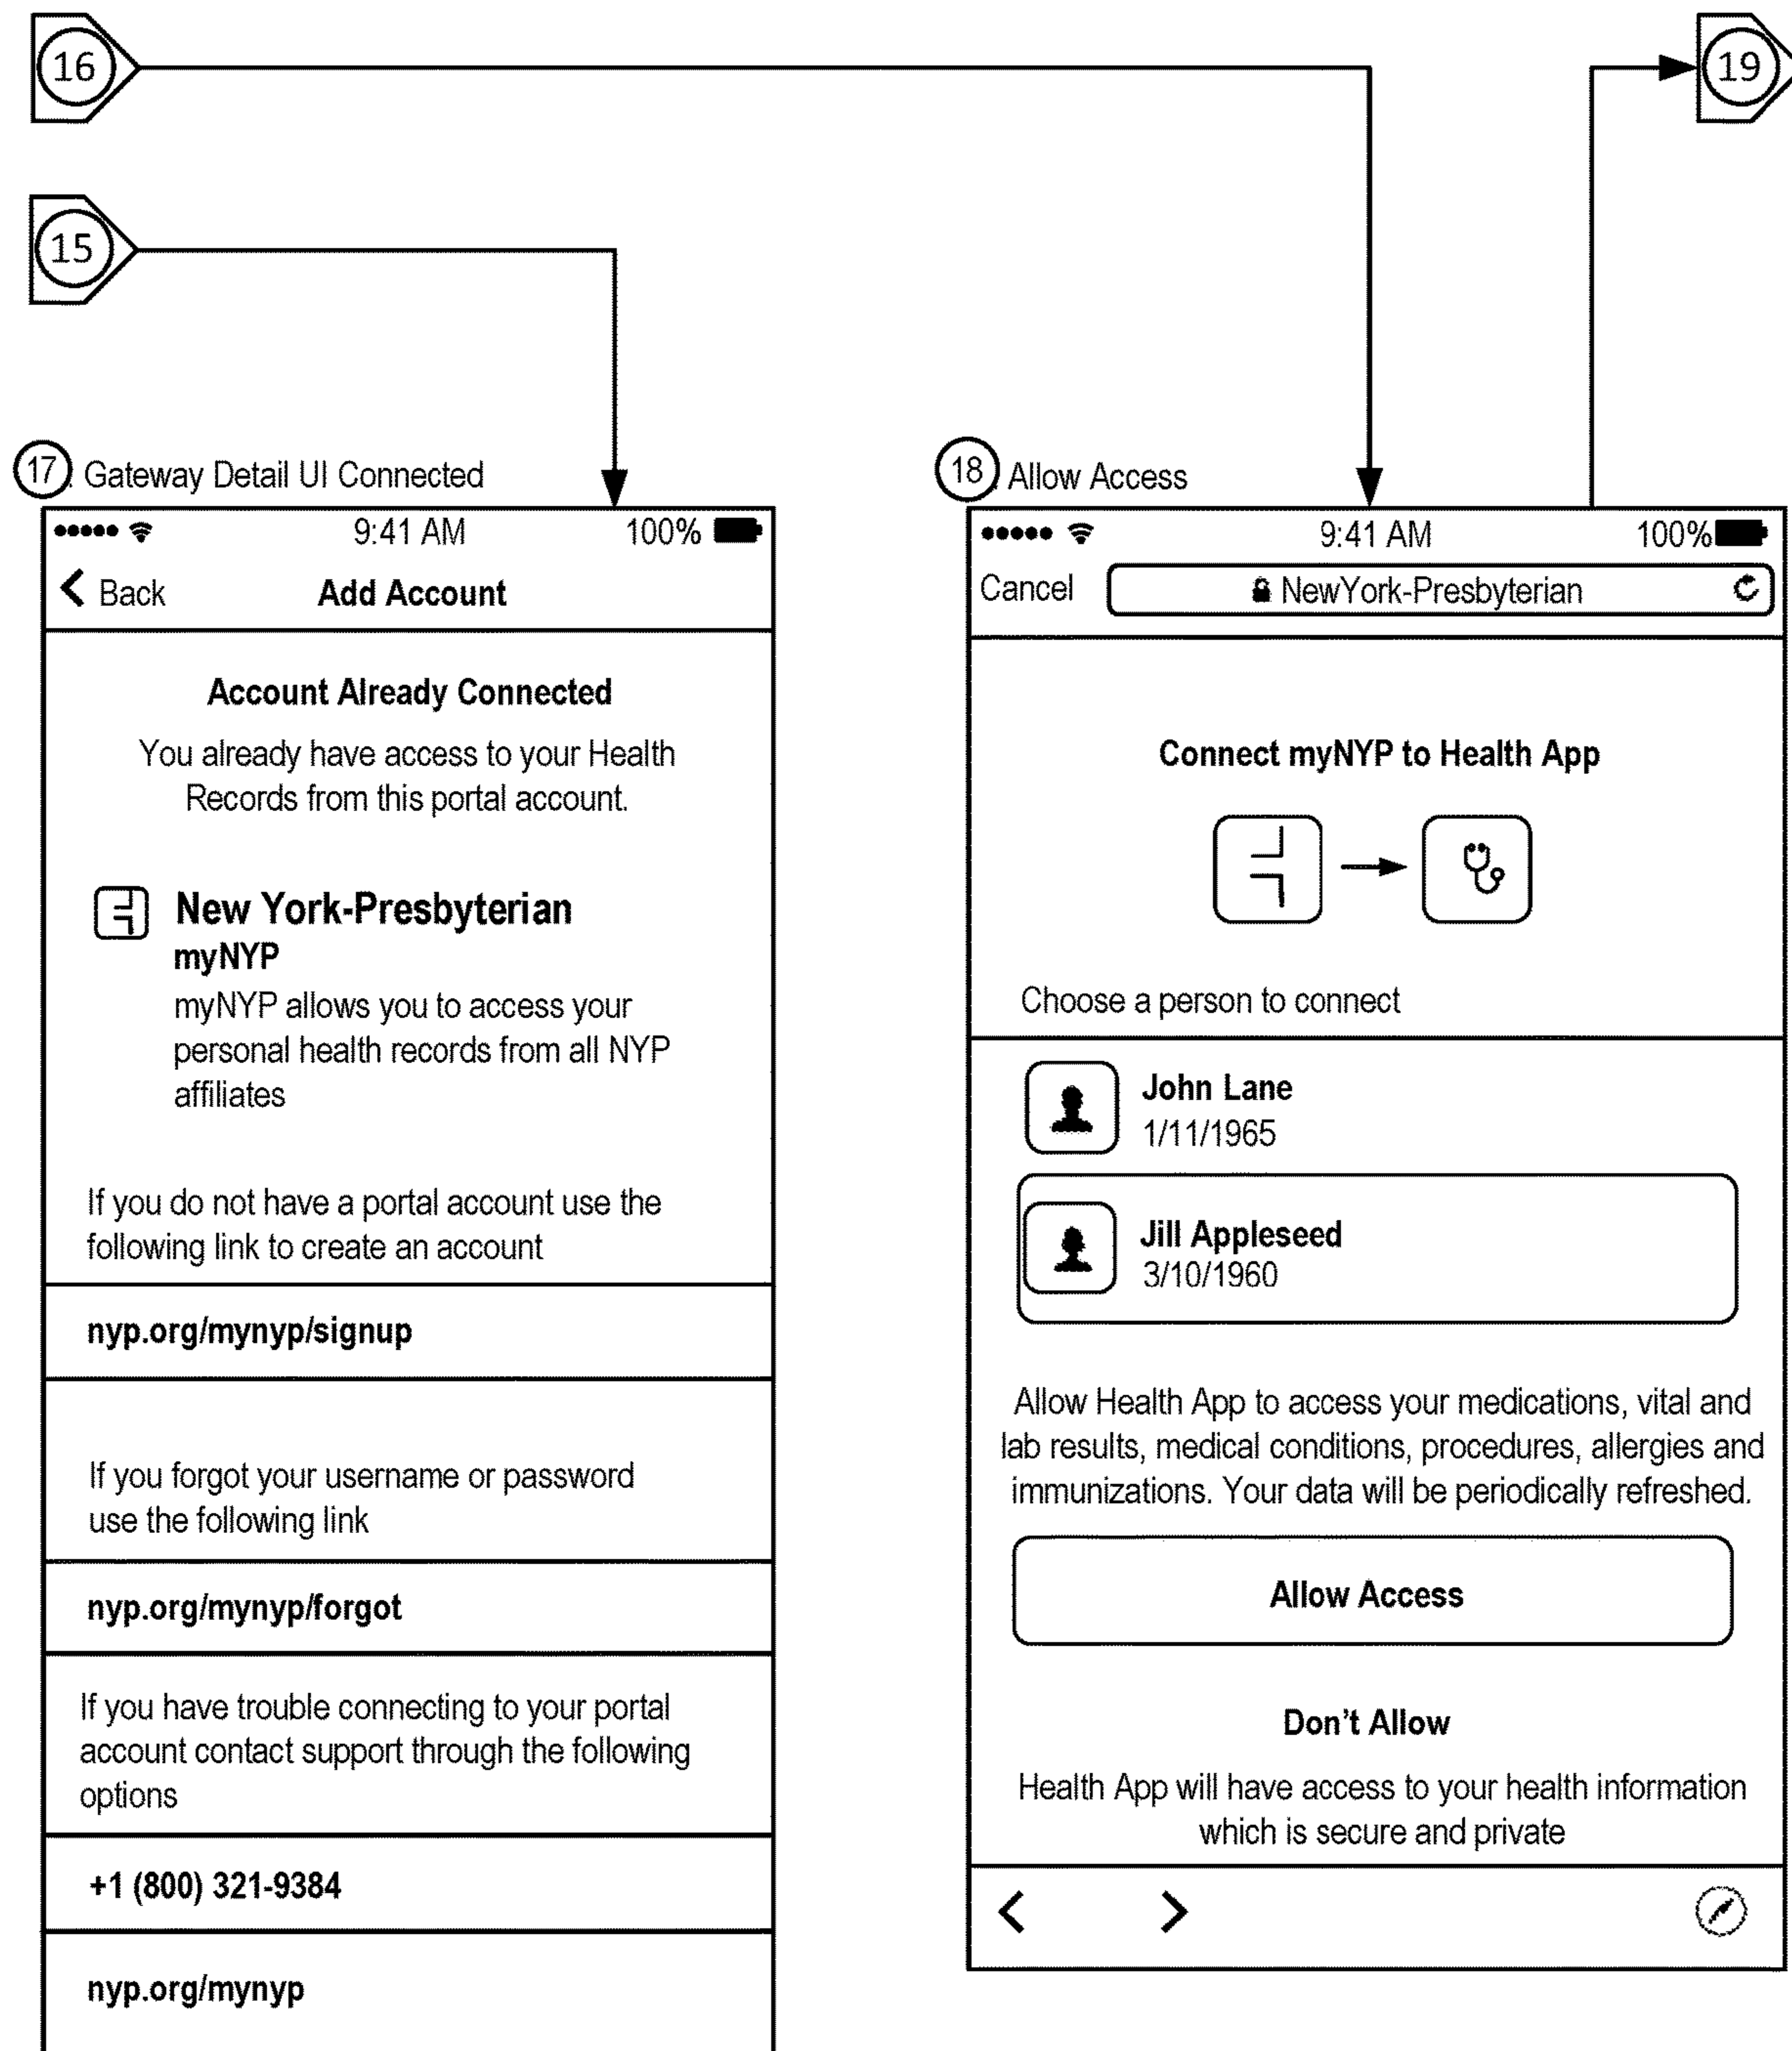 16
19
15
17. Gateway Detail UI Connected
9:41 AM 100%
Back Add Account
Account Already Connected
You already have access to your Health
Records from this portal account.
New York-Presbyterian
myNYP
myNYP allows you to access your
personal health records from all NYP
affiliates
If you do not have a portal account use the
following link to create an account
nyp.org/mynyp/signup
If you forgot your username or password
use the following link
nyp.org/mynyp/forgot
If you have trouble connecting to your portal
account contact support through the following
options
+1 (800) 321-9384
nyp.org/mynyp
18. Allow Access
9:41 AM 100%
Cancel NewYork-Presbyterian
Connect myNYP to Health App
Choose a person to connect
John Lane
1/11/1965
Jill Appleseed
3/10/1960
Allow Health App to access your medications, vital and
lab results, medical conditions, procedures, allergies and
immunizations. Your data will be periodically refreshed.
Allow Access
Don't Allow
Health App will have access to your health information
which is secure and private